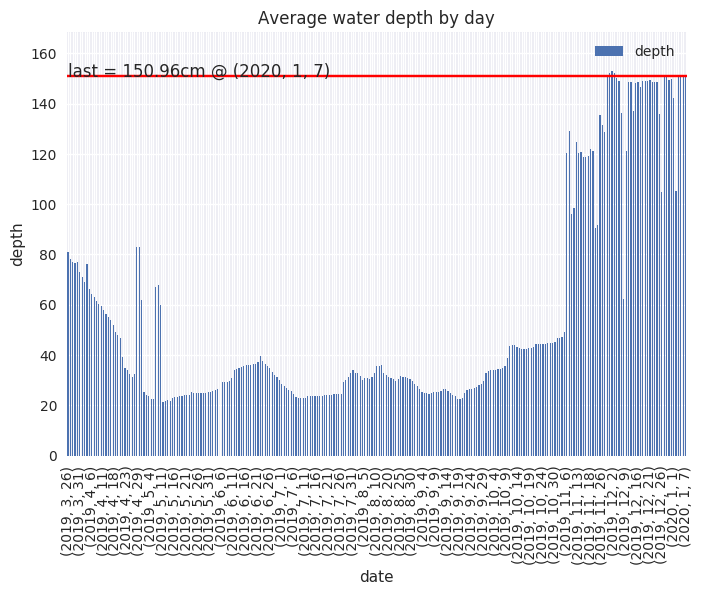 Average water depth by day
depth
last = 150.96cm @ (2020, 1, 7)
160
140
120
100
80
60
40
20
0
depth
(2019, 3, 26)
(2019, 3, 31)
(2019, 4, 6)
(2019, 4, 11)
(2019, 4, 18)
(2019, 4, 23)
(2019, 4, 29)
(2019, 5, 4)
(2019, 5, 11)
(2019, 5, 16)
(2019, 5, 21)
(2019, 5, 26)
(2019, 5, 31)
(2019, 6, 6)
(2019, 6, 11)
(2019, 6, 16)
(2019, 6, 21)
(2019, 6, 26)
(2019, 7, 1)
(2019, 7, 6)
(2019, 7, 11)
(2019, 7, 16)
(2019, 7, 21)
(2019, 7, 26)
(2019, 7, 31)
(2019, 8, 5)
(2019, 8, 10)
(2019, 8, 20)
(2019, 8, 25)
(2019, 8, 30)
(2019, 9, 4)
(2019, 9, 9)
(2019, 9, 14)
(2019, 9, 19)
(2019, 9, 24)
(2019, 9, 29)
(2019, 10, 4)
(2019, 10, 9)
(2019, 10, 14)
(2019, 10, 19)
(2019, 10, 24)
(2019, 10, 30)
(2019, 11, 6)
(2019, 11, 13)
(2019, 11, 18)
(2019, 11, 26)
(2019, 12, 2)
(2019, 12, 9)
(2019, 12, 16)
(2019, 12, 21)
(2019, 12, 26)
(2020, 1, 1)
(2020, 1, 7)
date